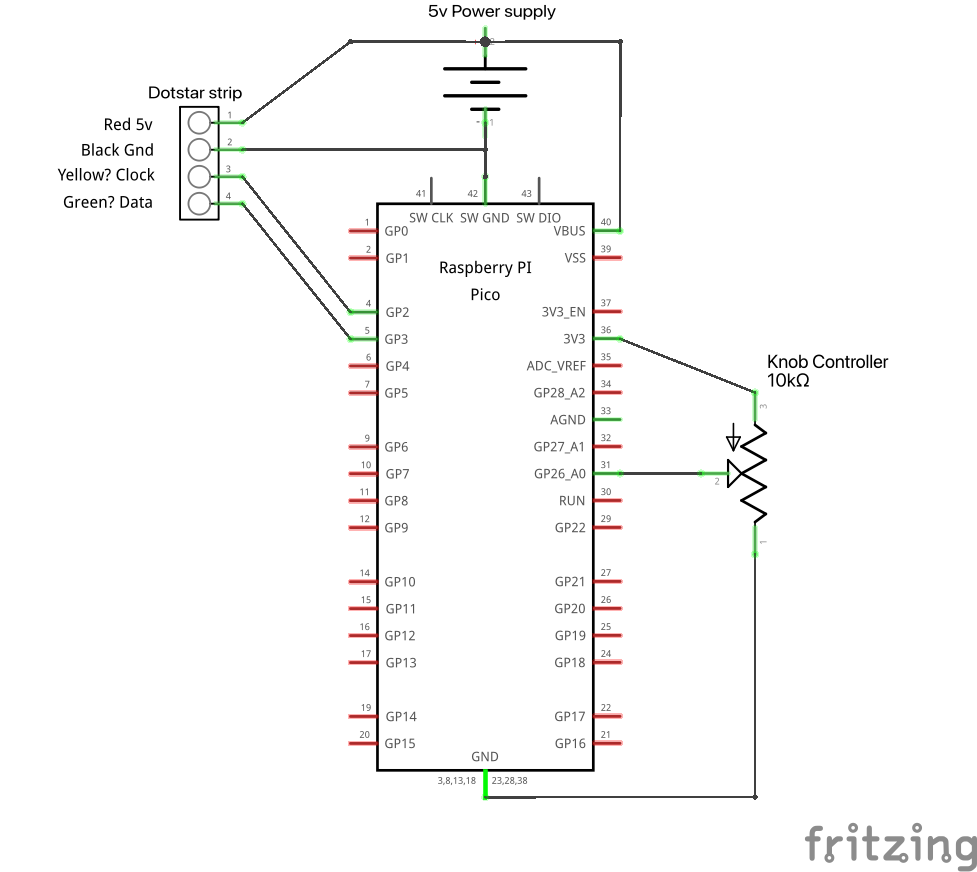 5v Power supply
2
- 1
Dotstar strip
Red 5v
1
Black Gnd
2
Yellow? Clock
3
Green? Data
4
41
42
43
SW CLK
SW GND
SW DIO
1
GP0
VBUS
40
2
GP1
VSS
39
Raspberry PI
Pico
4
GP2
3V3_EN
37
5
GP3
3V3
36
6
GP4
ADC_VREF
35
7
GP5
GP28_A2
34
AGND
33
9
GP6
GP27_A1
32
10
GP7
GP26_A0
31
11
GP8
RUN
30
12
GP9
GP22
29
14
GP10
GP21
27
15
GP11
GP20
26
16
GP12
GP19
25
17
GP13
GP18
24
19
GP14
GP17
22
20
GP15
GP16
21
GND
3,8,13,18
23,28,38
Knob Controller
10kΩ
3
2
1
fritzing